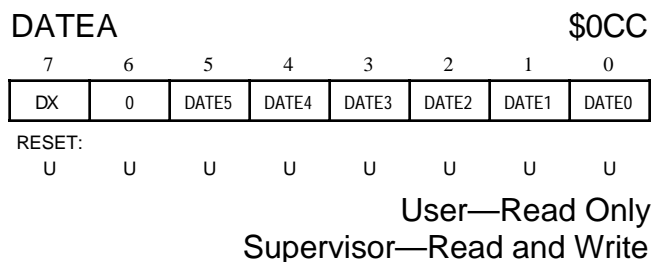 DATEA $0CC
7 6 5 4 3 2 1 0
DX 0 DATE5 DATE4 DATE3 DATE2 DATE1 DATE0
RESET:
U U U U U U U U
User—Read Only
Supervisor—Read and Write